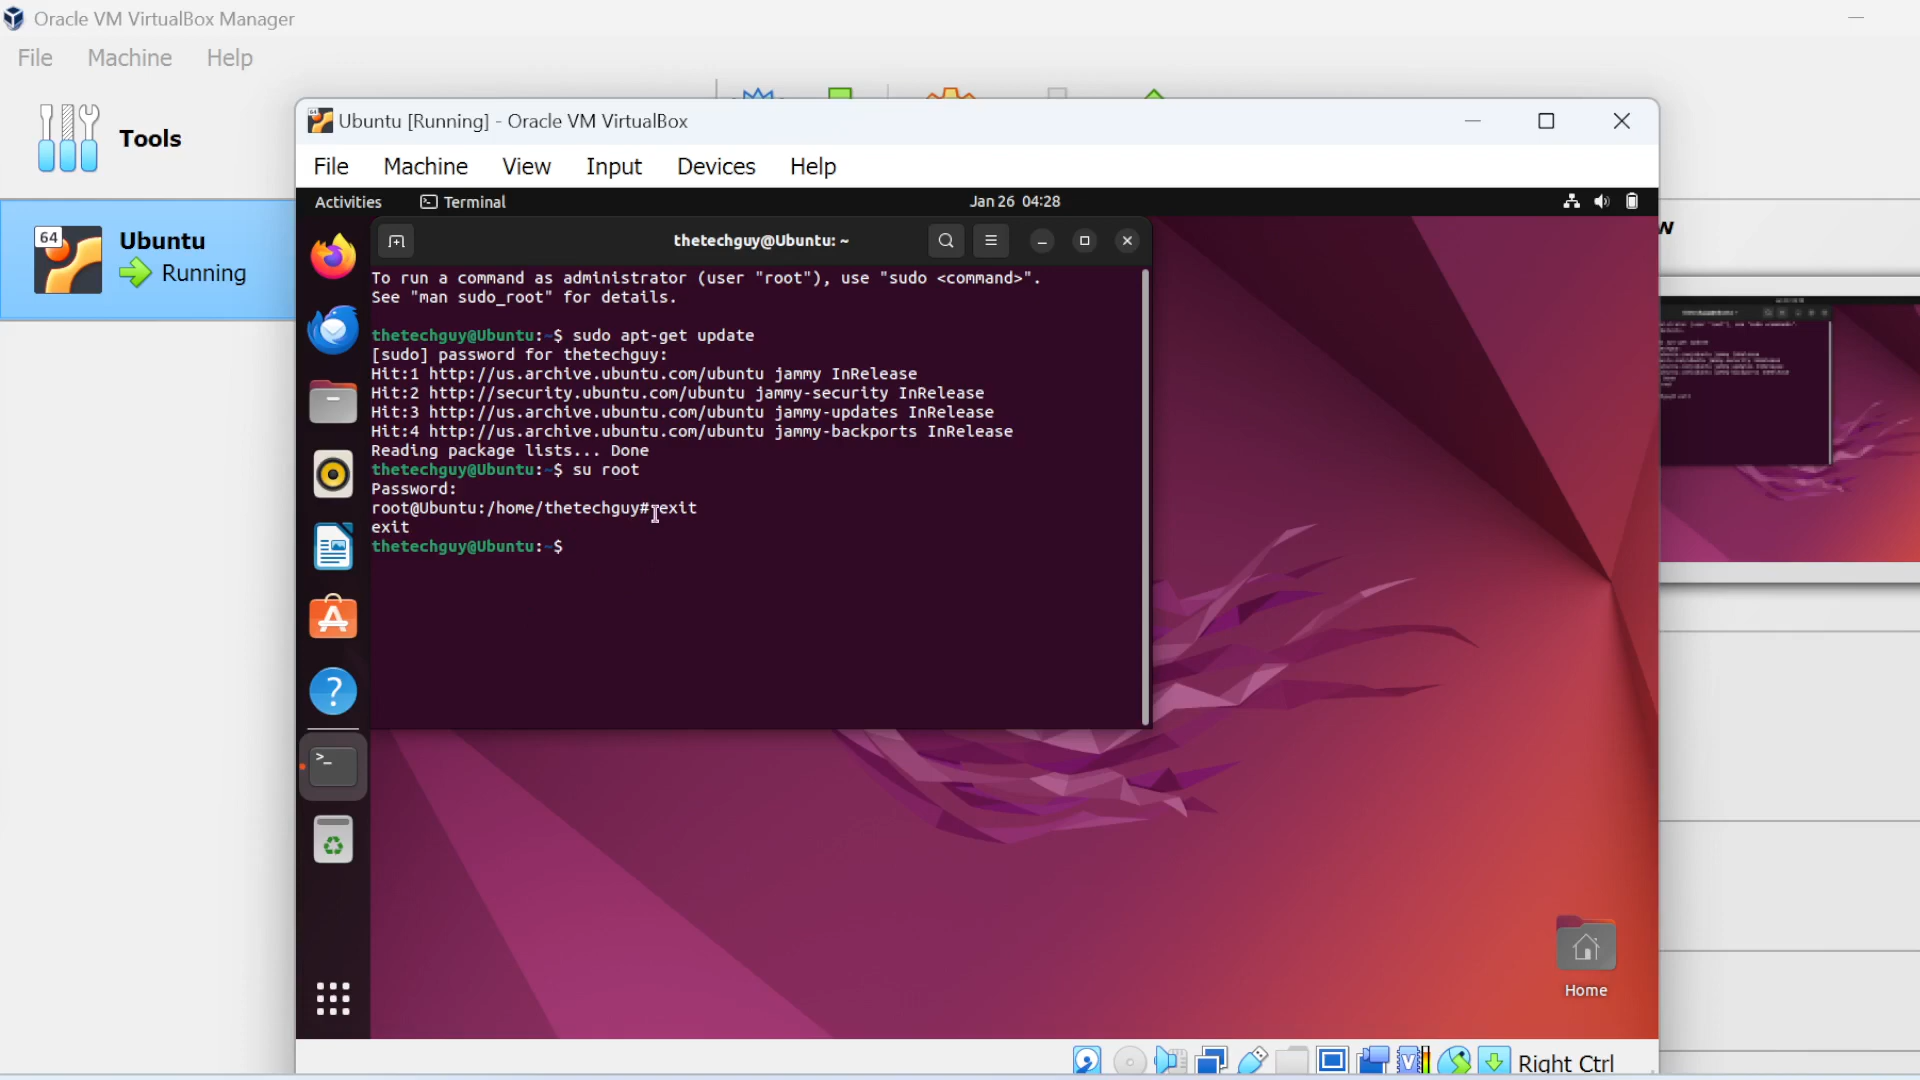 Oracle VM VirtualBox Manager
File Machine Help
Tools
64
Ubuntu
Running
Ubuntu [Running] - Oracle VM VirtualBox
File Machine View Input Devices Help
Activities Terminal Jan 26 04:28
thetechguy@Ubuntu: ~
To run a command as administrator (user "root"), use "sudo <command>".
See "man sudo_root" for details.
thetechguy@Ubuntu:~$ sudo apt-get update
[sudo] password for thetechguy:
Hit:1 http://us.archive.ubuntu.com/ubuntu jammy InRelease
Hit:2 http://security.ubuntu.com/ubuntu jammy-security InRelease
Hit:3 http://us.archive.ubuntu.com/ubuntu jammy-updates InRelease
Hit:4 http://us.archive.ubuntu.com/ubuntu jammy-backports InRelease
Reading package lists... Done
thetechguy@Ubuntu:~$ su root
Password:
root@Ubuntu:/home/thetechguy# exit
exit
thetechguy@Ubuntu:~$
Home
Right Ctrl